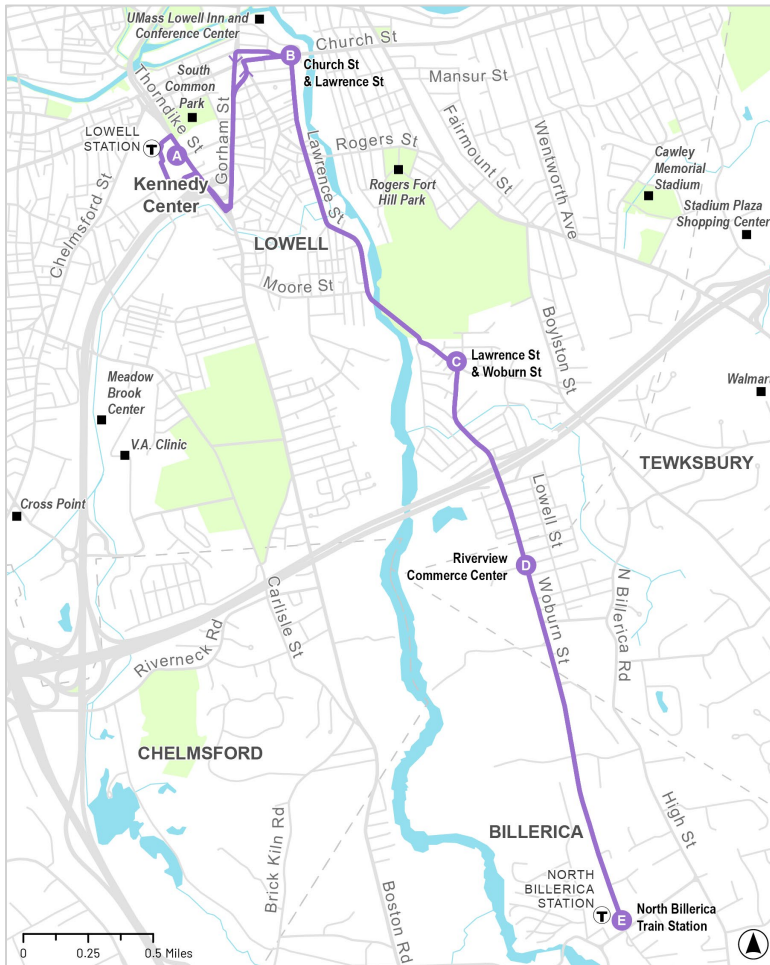 UMass Lowell Inn and
Conference Center
Church St
B
Church St
& Lawrence St
Mansur St
South
Common
Park
Thorndike St
Gorham St
LOWELL
STATION
T
A
Kennedy
Center
Lawrence St
Rogers St
Rogers Fort
Hill Park
Fairmount St
Wentworth Ave
Cawley
Memorial
Stadium
Stadium Plaza
Shopping Center
Chelmsford St
LOWELL
Moore St
Boylston St
C
Lawrence St
& Woburn St
Meadow
Brook
Center
V.A. Clinic
Walmart
TEWKSBURY
Cross Point
Lowell St
Riverview
Commerce Center
D
Woburn St
N Billerica Rd
Carlisle St
Riverneck Rd
CHELMSFORD
High St
BILLERICA
Brick Kiln Rd
Boston Rd
NORTH
BILLERICA
STATION
T
E
North Billerica
Train Station
0
0.25
0.5 Miles